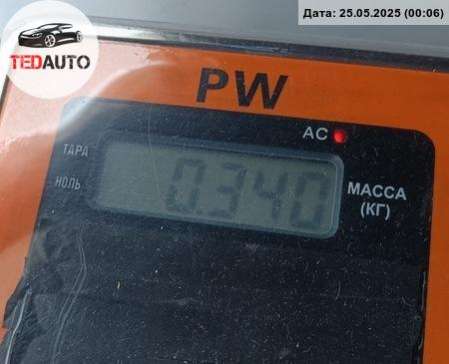 Дата: 25.05.2025 (00:06)
TEDAUTO
PW
AC
ТАРА
НОЛЬ
0.340
МАССА
(КГ)